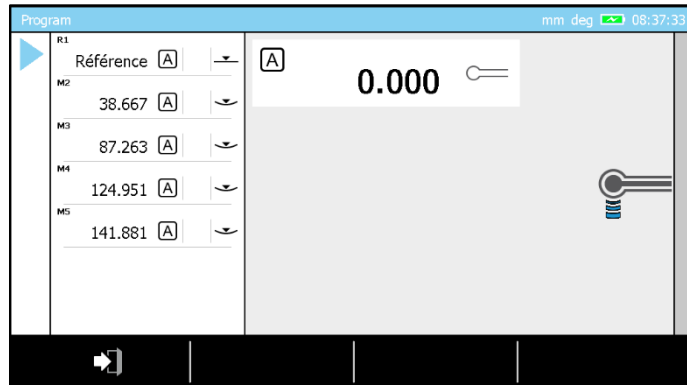 Program mm deg 08:37:33
R1
Référence A
M2
38.667 A
M3
87.263 A
M4
124.951 A
M5
141.881 A
A
0.000